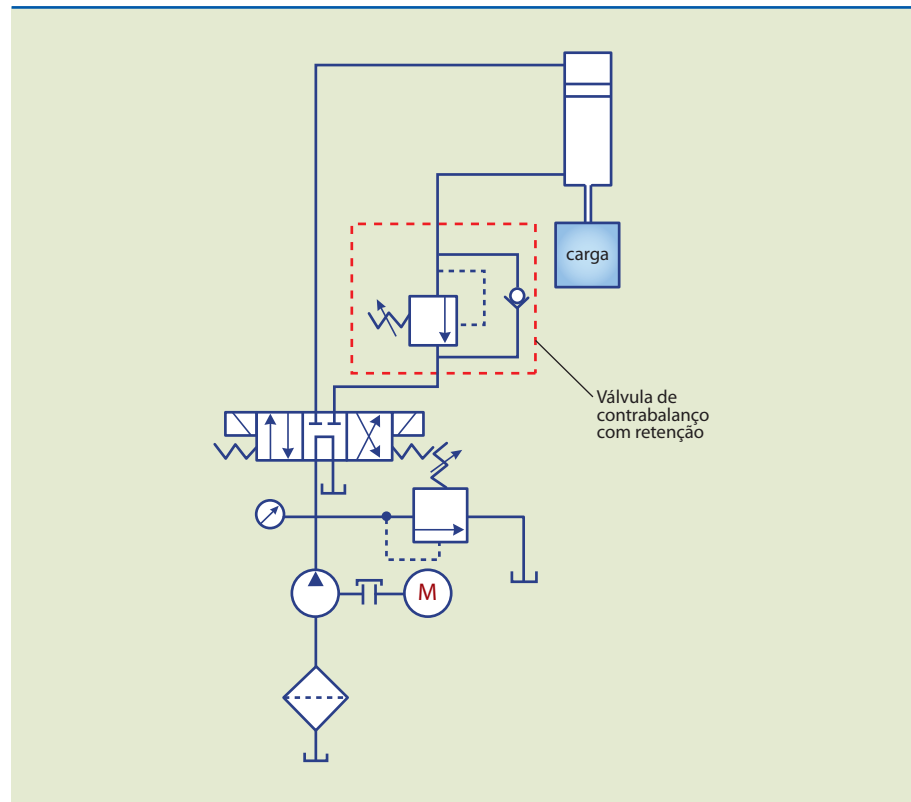 carga
Válvula de
contrabalanço
com retenção
M